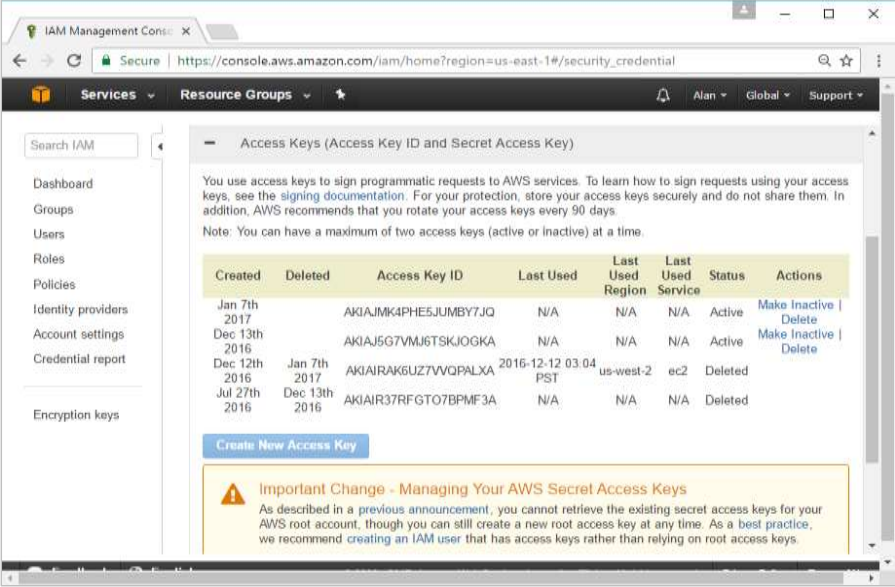 IAM Management Consc
Secure https://console.aws.amazon.com/iam/home?region=us-east-1#/security_credential
Services Resource Groups Alan Global Support
Search IAM
Dashboard
Groups
Users
Roles
Policies
Identity providers
Account settings
Credential report
Encryption keys
Access Keys (Access Key ID and Secret Access Key)
You use access keys to sign programmatic requests to AWS services. To learn how to sign requests using your access
keys, see the signing documentation. For your protection, store your access keys securely and do not share them. In
addition, AWS recommends that you rotate your access keys every 90 days.
Note: You can have a maximum of two access keys (active or inactive) at a time.
Created Deleted Access Key ID Last Used Last Used Region Last Used Service Status Actions
Jan 7th 2017 AKIAJMK4PHE5JUMBY7JQ N/A N/A N/A Active Make Inactive | Delete
Dec 13th 2016 AKIAJ5G7VMJ6TSKJOGKA N/A N/A N/A Active Make Inactive | Delete
Dec 12th 2016 Jan 7th 2017 AKIAIRAK6UZ7VVQPALXA 2016-12-12 03:04 PST us-west-2 ec2 Deleted
Jul 27th 2016 Dec 13th 2016 AKIAIR37RFGTO7BPMF3A N/A N/A N/A Deleted
Create New Access Key
Important Change - Managing Your AWS Secret Access Keys
As described in a previous announcement, you cannot retrieve the existing secret access keys for your
AWS root account, though you can still create a new root access key at any time. As a best practice,
we recommend creating an IAM user that has access keys rather than relying on root access keys.